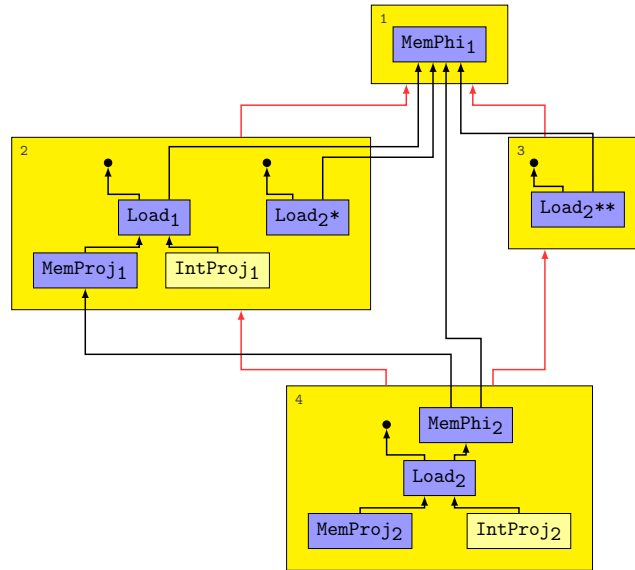 1
MemPhi1
2
3
Load1
Load2*
Load2**
MemProj1
IntProj1
4
MemPhi2
Load2
MemProj2
IntProj2